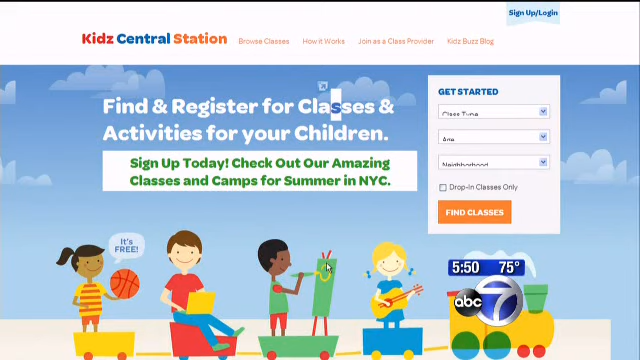 Sign Up/Login
Kidz Central Station
Browse Classes How it Works Join as a Class Provider Kidz Buzz Blog
Find & Register for Classes &
Activities for your Children.
Sign Up Today! Check Out Our Amazing
Classes and Camps for Summer in NYC.
GET STARTED
Class Type
Age
Neighborhood
Drop-In Classes Only
FIND CLASSES
It's
FREE!
5:50 75°
abc 7